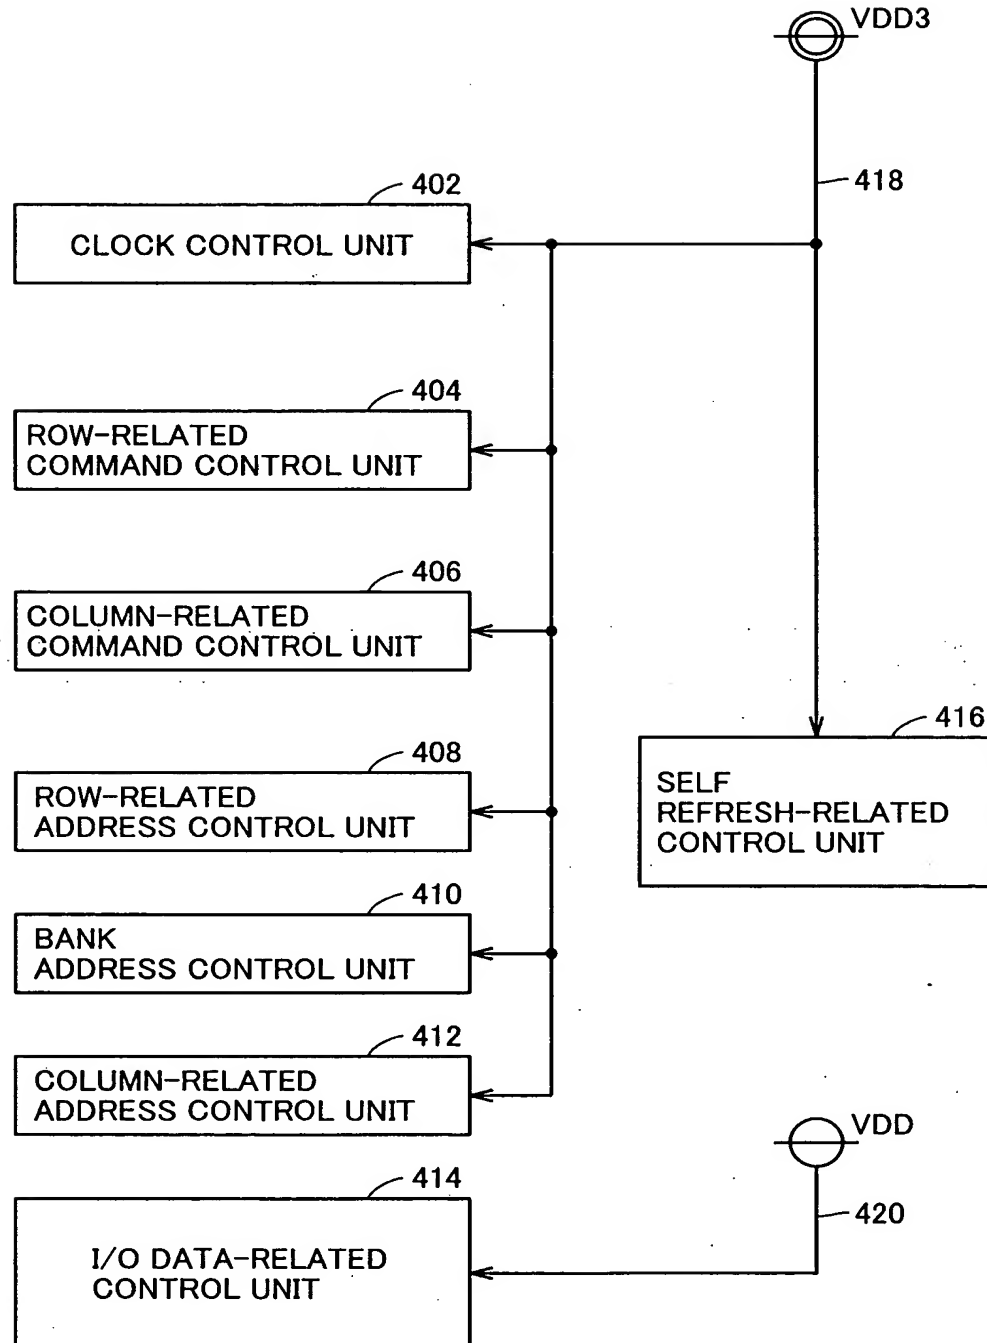 VDD3
418
402
CLOCK CONTROL UNIT
404
ROW-RELATED
COMMAND CONTROL UNIT
406
COLUMN-RELATED
COMMAND CONTROL UNIT
416
SELF
REFRESH-RELATED
CONTROL UNIT
408
ROW-RELATED
ADDRESS CONTROL UNIT
410
BANK
ADDRESS CONTROL UNIT
412
COLUMN-RELATED
ADDRESS CONTROL UNIT
VDD
420
414
I/O DATA-RELATED
CONTROL UNIT